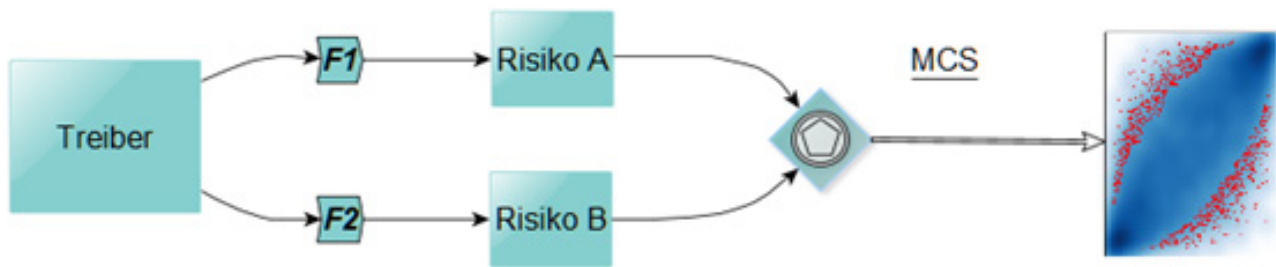 Treiber
F1
Risiko A
MCS
F2
Risiko B